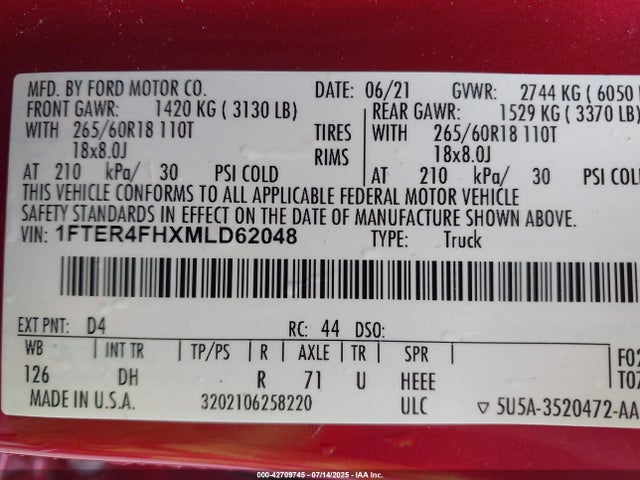 MFD. BY FORD MOTOR CO. DATE: 06/21 GVWR: 2744 KG ( 6050
FRONT GAWR: 1420 KG ( 3130 LB) REAR GAWR: 1529 KG ( 3370 LB)
WITH 265/60R18 110T TIRES WITH 265/60R18 110T
18x8.0J RIMS 18x8.0J
AT 210 kPa/ 30 PSI COLD AT 210 kPa/ 30 PSI COL
THIS VEHICLE CONFORMS TO ALL APPLICABLE FEDERAL MOTOR VEHICLE
SAFETY STANDARDS IN EFFECT ON THE DATE OF MANUFACTURE SHOWN ABOVE.
VIN: 1FTER4FHXMLD62048 TYPE: Truck
EXT PNT: D4 RC: 44 DSO:
WB INT TR TP/PS R AXLE TR SPR F02
126 DH R 71 U HEEE T07
MADE IN U.S.A. 3202106258220 ULC ▽ 5U5A-3520472-AA
000-42709745 - 07/14/2025 - IAA Inc.